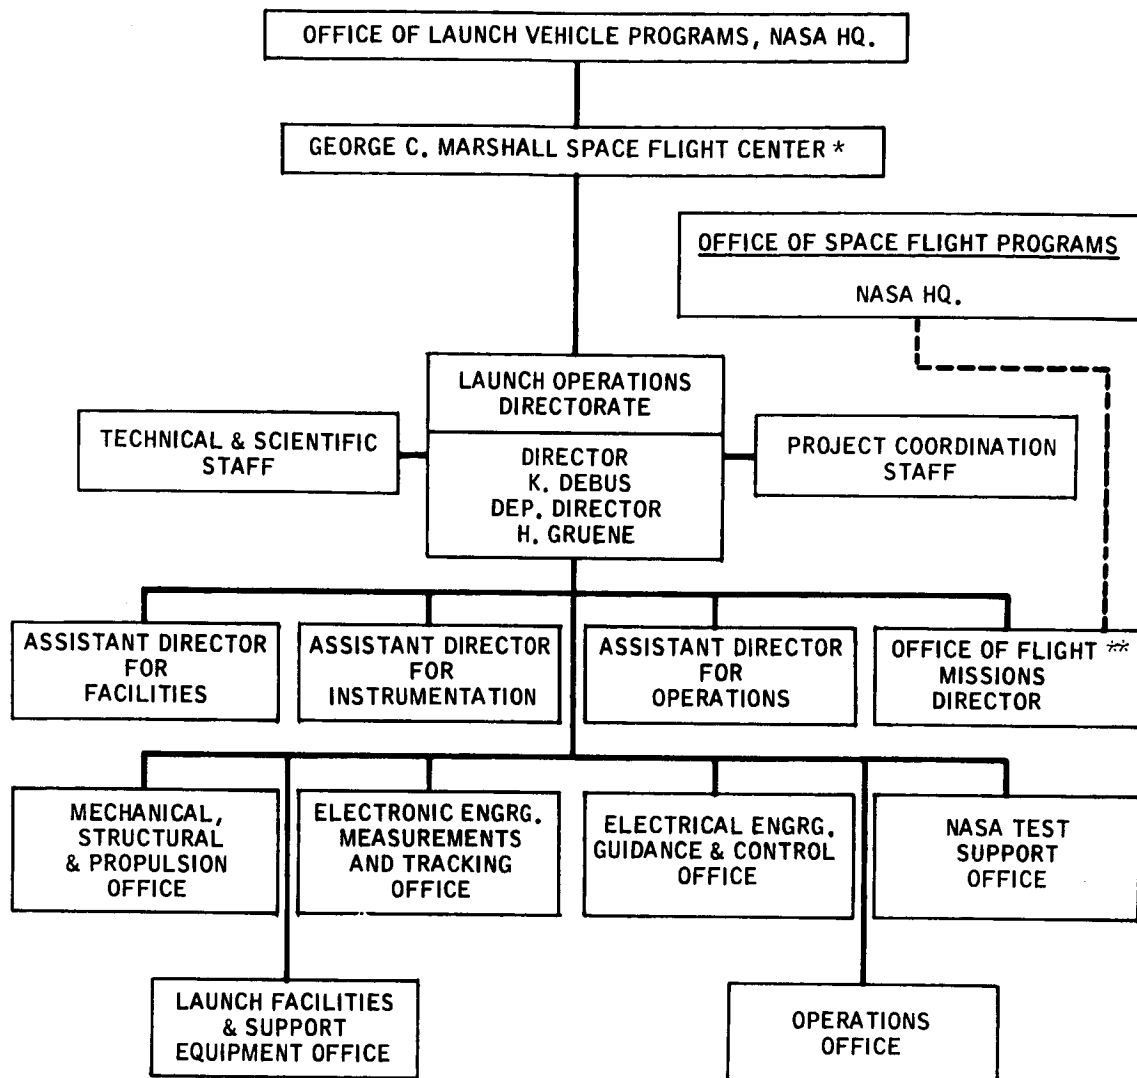 OFFICE OF LAUNCH VEHICLE PROGRAMS, NASA HQ.
GEORGE C. MARSHALL SPACE FLIGHT CENTER *
OFFICE OF SPACE FLIGHT PROGRAMS
NASA HQ.
LAUNCH OPERATIONS
DIRECTORATE
TECHNICAL & SCIENTIFIC
STAFF
DIRECTOR
K. DEBUS
DEP. DIRECTOR
H. GRUENE
PROJECT COORDINATION
STAFF
ASSISTANT DIRECTOR
FOR
FACILITIES
ASSISTANT DIRECTOR
FOR
INSTRUMENTATION
ASSISTANT DIRECTOR
FOR
OPERATIONS
OFFICE OF FLIGHT **
MISSIONS
DIRECTOR
MECHANICAL,
STRUCTURAL
& PROPULSION
OFFICE
ELECTRONIC ENGRG.
MEASUREMENTS
AND TRACKING
OFFICE
ELECTRICAL ENGRG.
GUIDANCE & CONTROL
OFFICE
NASA TEST
SUPPORT
OFFICE
LAUNCH FACILITIES
& SUPPORT
EQUIPMENT OFFICE
OPERATIONS
OFFICE